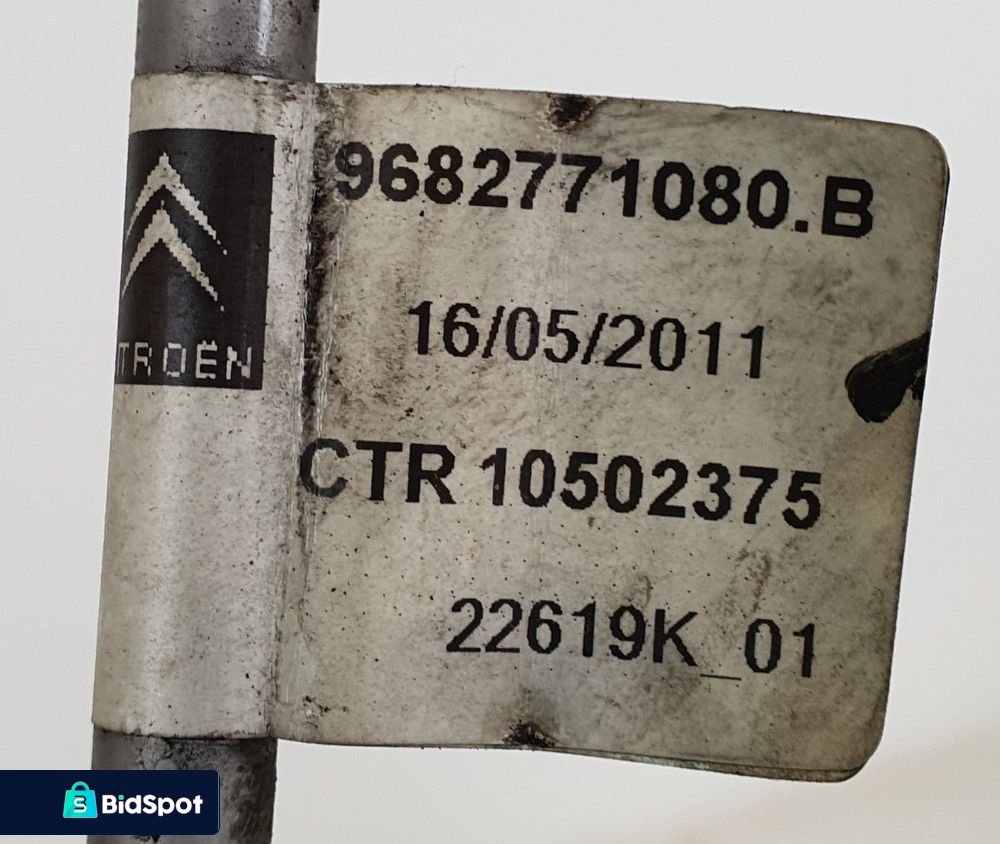 9682771080.B
TROËN
16/05/2011
CTR 10502375
22619K_01
BidSpot